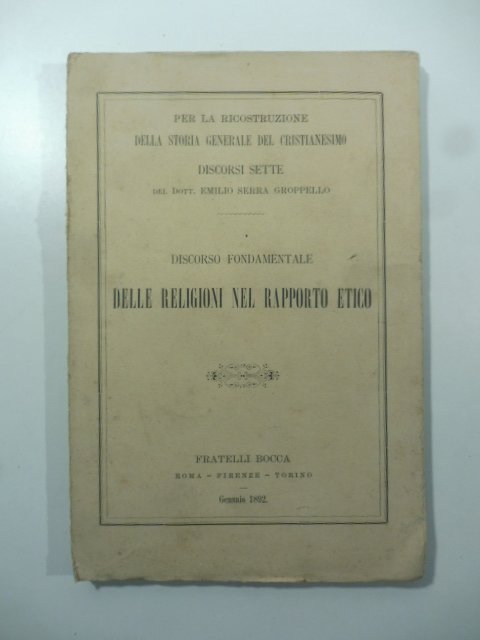 PER LA RICOSTRUZIONE
DELLA STORIA GENERALE DEL CRISTIANESIMO
DISCORSI SETTE
DEL DOTT. EMILIO SERRA GROPPELLO
DISCORSO FONDAMENTALE
DELLE RELIGIONI NEL RAPPORTO ETICO
FRATELLI BOCCA
ROMA - FIRENZE - TORINO
Gennaio 1892.